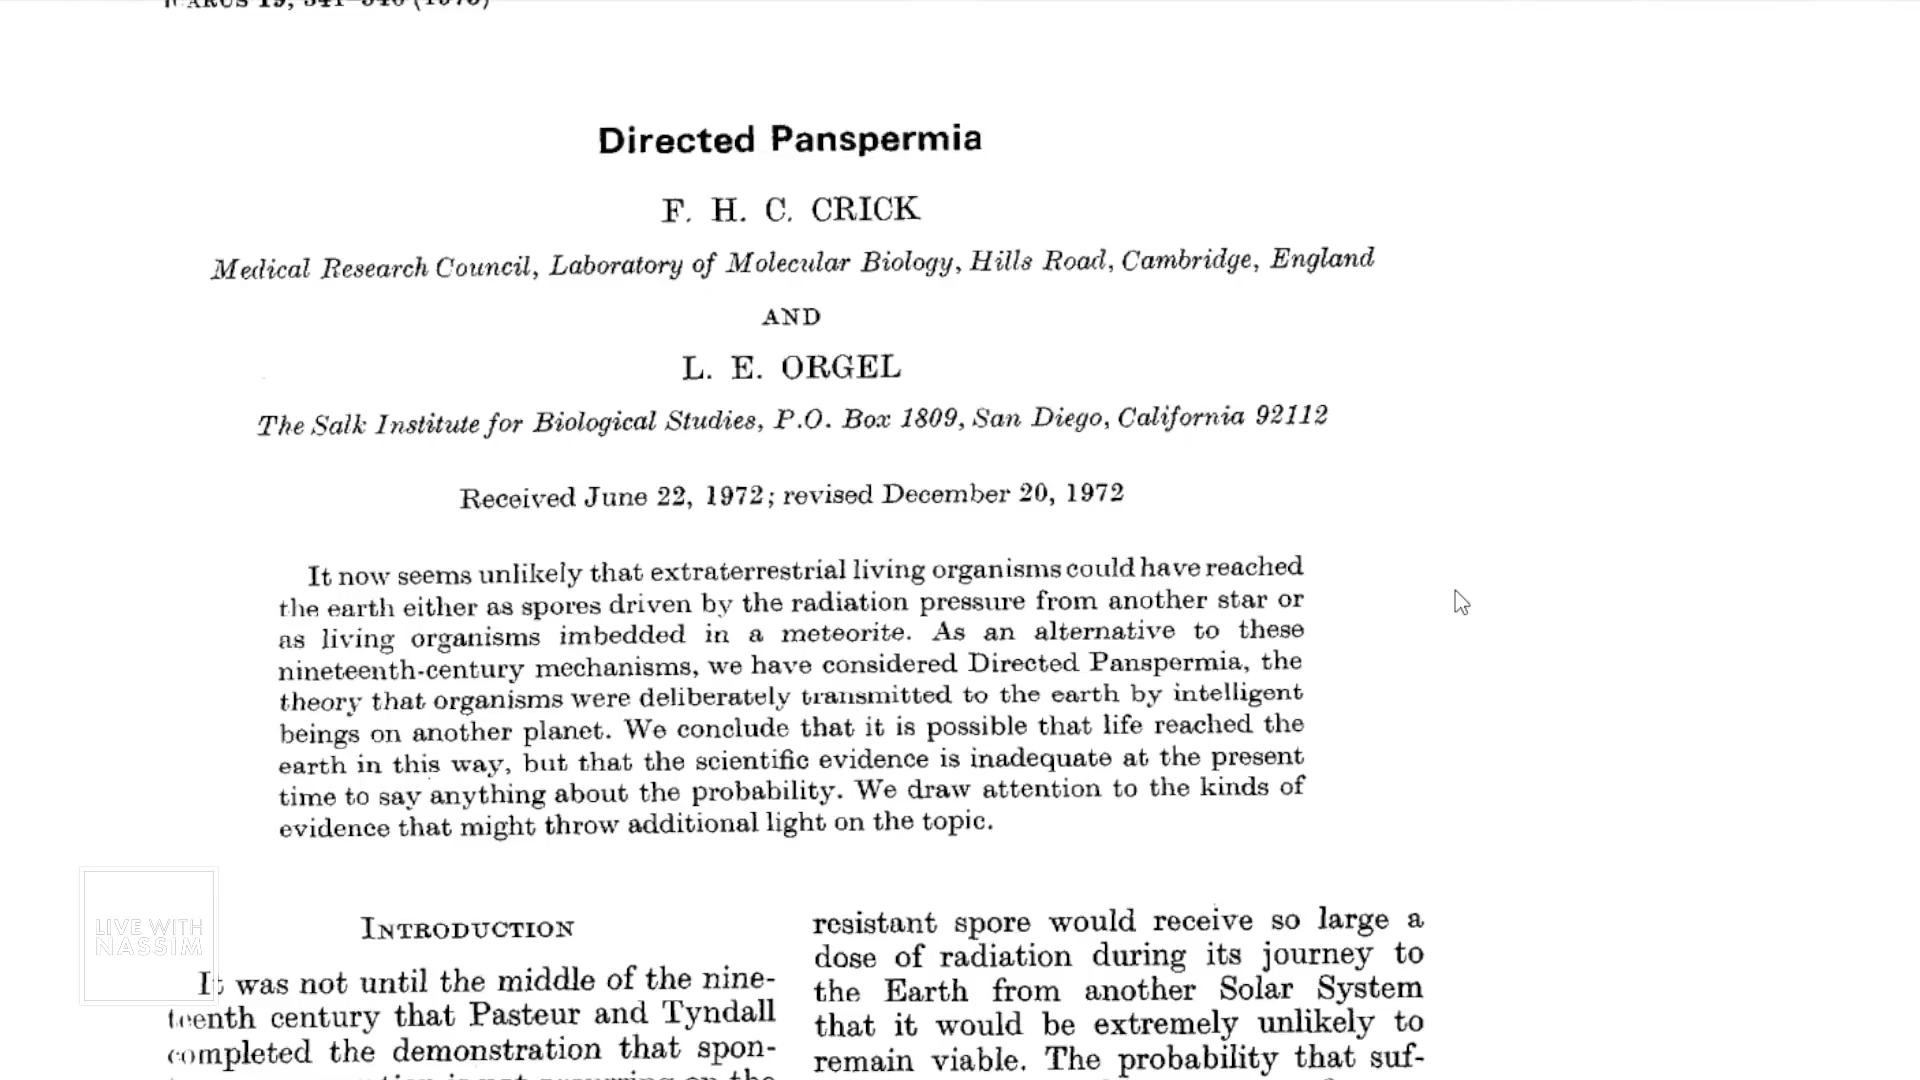 Directed Panspermia
F. H. C. CRICK
Medical Research Council, Laboratory of Molecular Biology, Hills Road, Cambridge, England
AND
L. E. ORGEL
The Salk Institute for Biological Studies, P.O. Box 1809, San Diego, California 92112
Received June 22, 1972; revised December 20, 1972
It now seems unlikely that extraterrestrial living organisms could have reached
the earth either as spores driven by the radiation pressure from another star or
as living organisms imbedded in a meteorite. As an alternative to these
nineteenth-century mechanisms, we have considered Directed Panspermia, the
theory that organisms were deliberately transmitted to the earth by intelligent
beings on another planet. We conclude that it is possible that life reached the
earth in this way, but that the scientific evidence is inadequate at the present
time to say anything about the probability. We draw attention to the kinds of
evidence that might throw additional light on the topic.
INTRODUCTION
It was not until the middle of the nine-
teenth century that Pasteur and Tyndall
completed the demonstration that spon-
resistant spore would receive so large a
dose of radiation during its journey to
the Earth from another Solar System
that it would be extremely unlikely to
remain viable. The probability that suf-
LIVE WITH
NASSIM